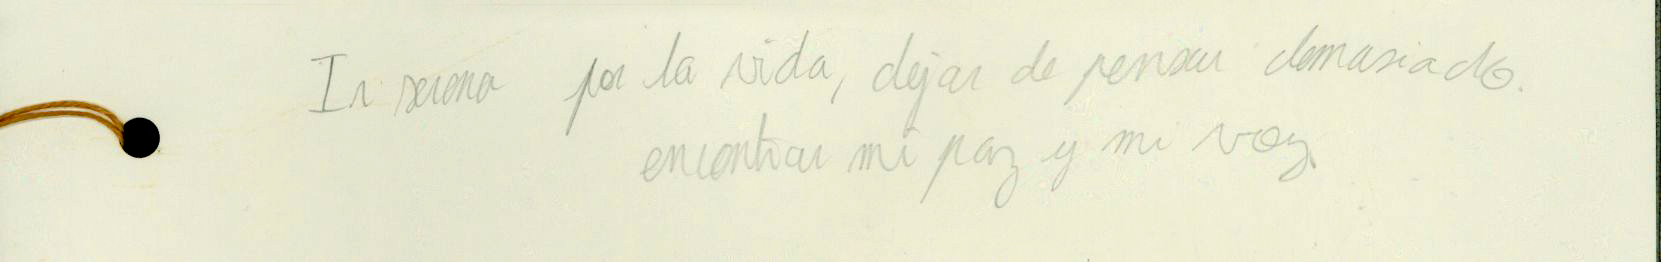 Ir serena por la vida, dejar de pensar demasiado.
encontrar mi paz y mi voz.